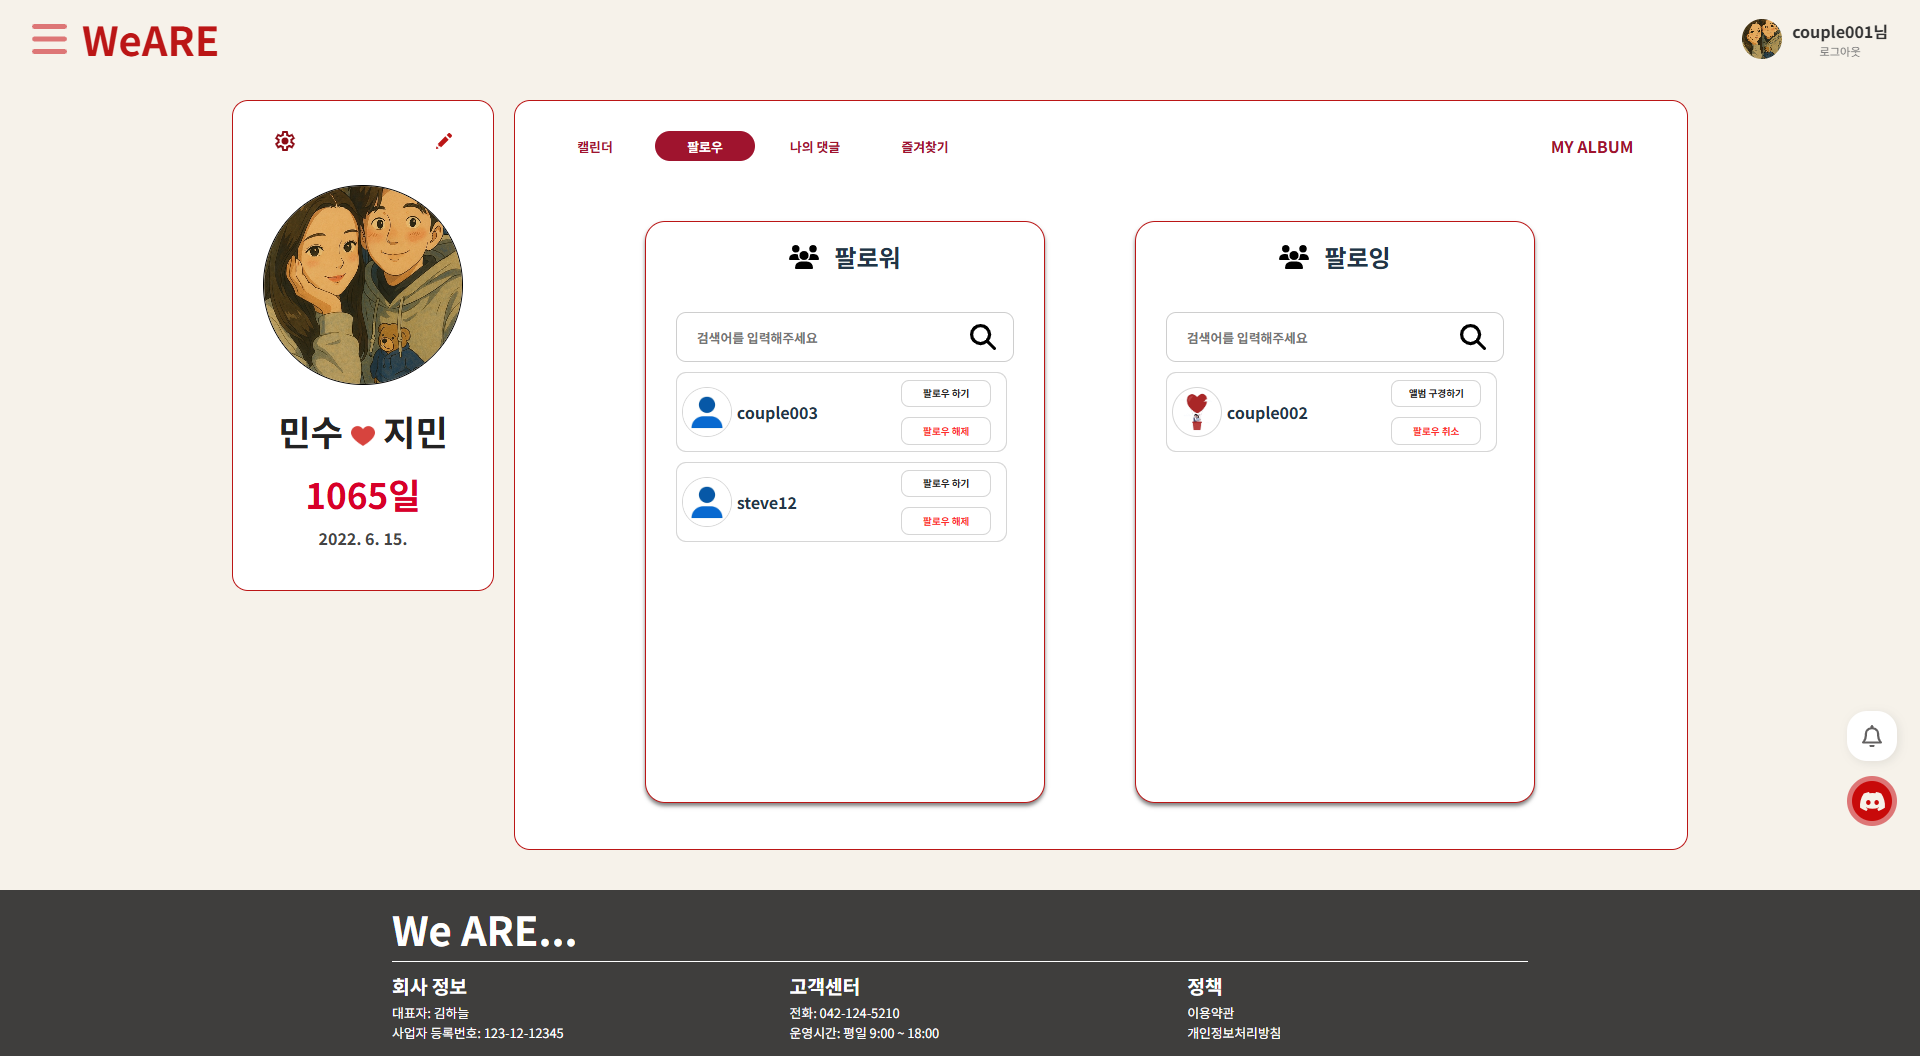 WeARE
couple001님
로그아웃
민수 지민
1065일
2022. 6. 15.
캘린더 팔로우 나의 댓글 즐겨찾기 MY ALBUM
팔로워
검색어를 입력해주세요
couple003
팔로우 하기
팔로우 해제
steve12
팔로우 하기
팔로우 해제
팔로잉
검색어를 입력해주세요
couple002
앨범 구경하기
팔로우 취소
We ARE...
회사 정보
대표자: 김하늘
사업자 등록번호: 123-12-12345
고객센터
전화: 042-124-5210
운영시간: 평일 9:00 ~ 18:00
정책
이용약관
개인정보처리방침